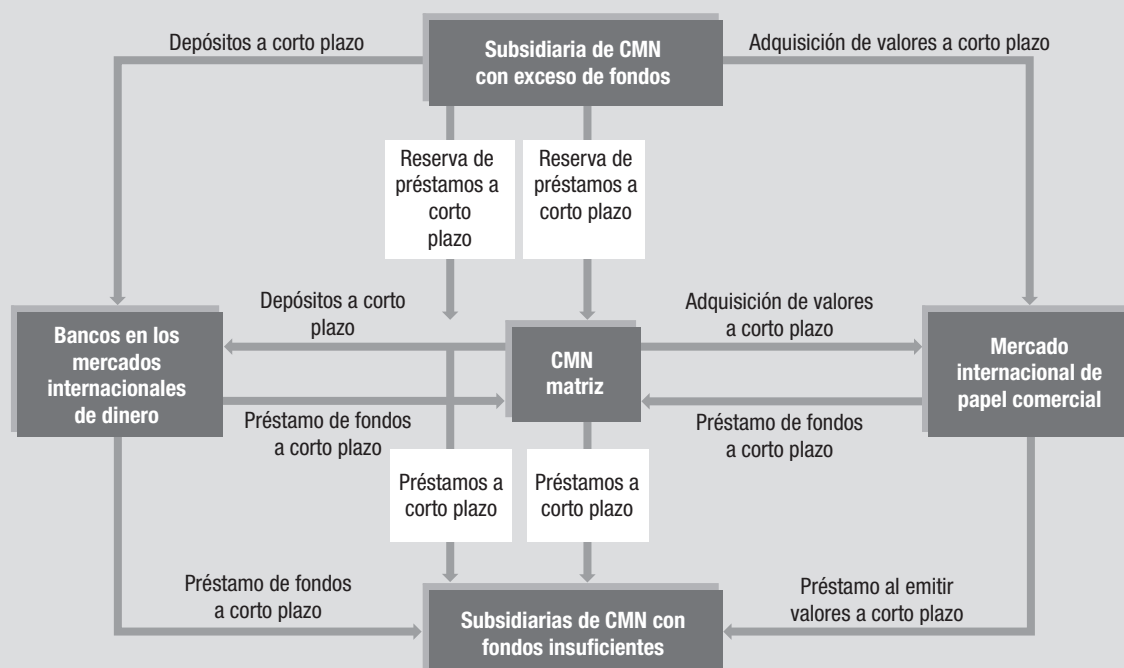 Depósitos a corto plazo
Subsidiaria de CMN
con exceso de fondos
Adquisición de valores a corto plazo
Reserva de
préstamos a
corto
plazo
Reserva de
préstamos a
corto plazo
Depósitos a corto
plazo
Adquisición de valores
a corto plazo
Bancos en los
mercados
internacionales
de dinero
CMN
matriz
Mercado
internacional de
papel comercial
Préstamo de fondos
a corto plazo
Préstamo de fondos
a corto plazo
Préstamos a
corto plazo
Préstamos a
corto plazo
Préstamo de fondos
a corto plazo
Subsidiarias de CMN con
fondos insuficientes
Préstamo al emitir
valores a corto plazo